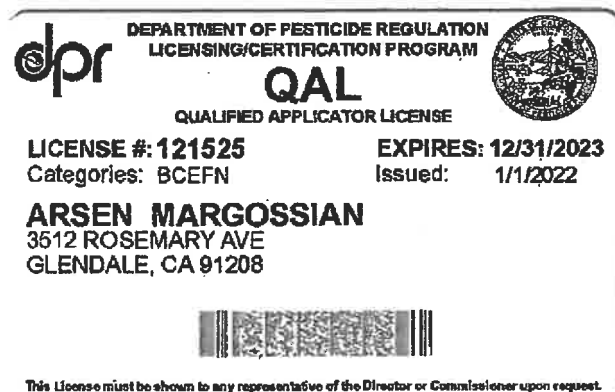 dpr
DEPARTMENT OF PESTICIDE REGULATION
LICENSING/CERTIFICATION PROGRAM
QAL
QUALIFIED APPLICATOR LICENSE
LICENSE #: 121525 EXPIRES: 12/31/2023
Categories: BCEFN Issued: 1/1/2022
ARSEN MARGOSSIAN
3512 ROSEMARY AVE
GLENDALE, CA 91208
This License must be shown to any representative of the Director or Commissioner upon request.